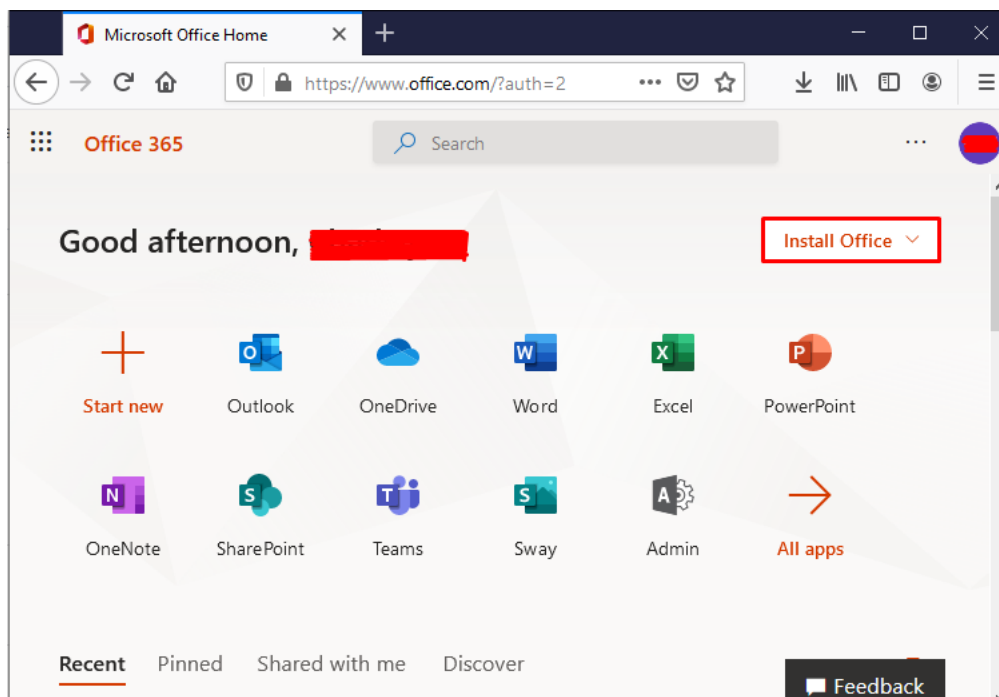 Microsoft Office Home
https://www.office.com/?auth=2
Office 365
Search
Good afternoon,
Install Office
Start new
Outlook
OneDrive
Word
Excel
PowerPoint
OneNote
SharePoint
Teams
Sway
Admin
All apps
Recent
Pinned
Shared with me
Discover
Feedback